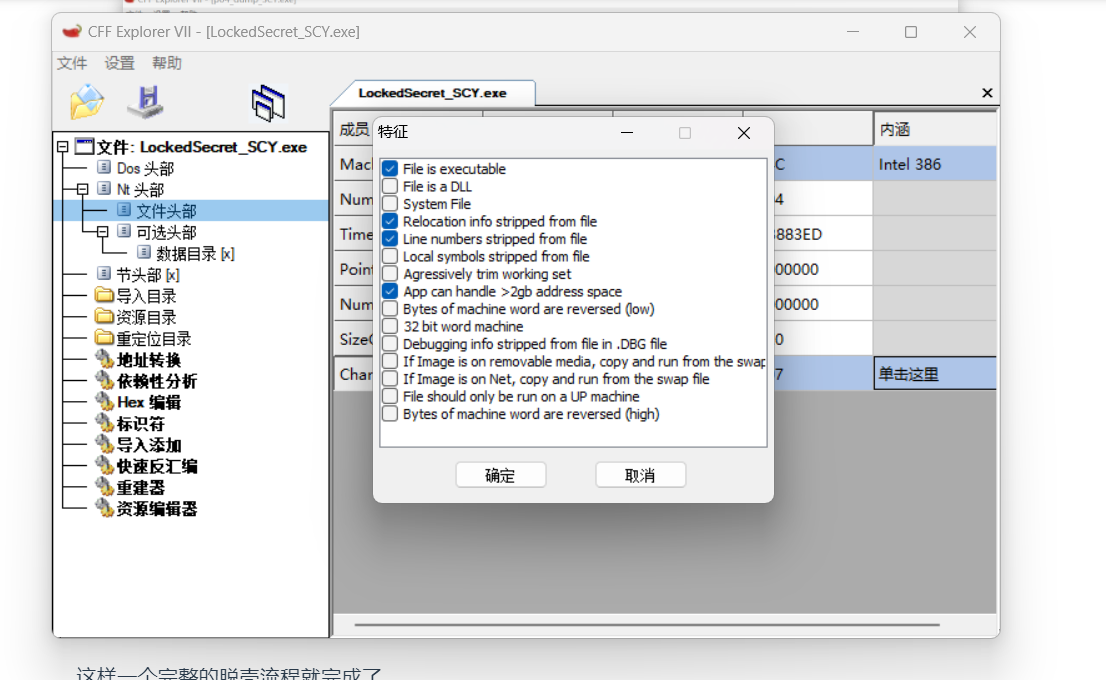 CFF Explorer VII - [LockedSecret_SCY.exe]
文件 设置 帮助
LockedSecret_SCY.exe
文件: LockedSecret_SCY.exe
Dos 头部
Nt 头部
文件头部
可选头部
数据目录 [x]
节头部 [x]
导入目录
资源目录
重定位目录
地址转换
依赖性分析
Hex 编辑
标识符
导入添加
快速反汇编
重建器
资源编辑器
成员
内涵
Intel 386
Num
Time
883ED
Point
00000
Num
00000
单击这里
特征
File is executable
File is a DLL
System File
Relocation info stripped from file
Line numbers stripped from file
Local symbols stripped from file
Agressively trim working set
App can handle >2gb address space
Bytes of machine word are reversed (low)
32 bit word machine
Debugging info stripped from file in .DBG file
If Image is on removable media, copy and run from the swap
If Image is on Net, copy and run from the swap file
File should only be run on a UP machine
Bytes of machine word are reversed (high)
确定
取消
这样一个完整的脱壳流程就完成了